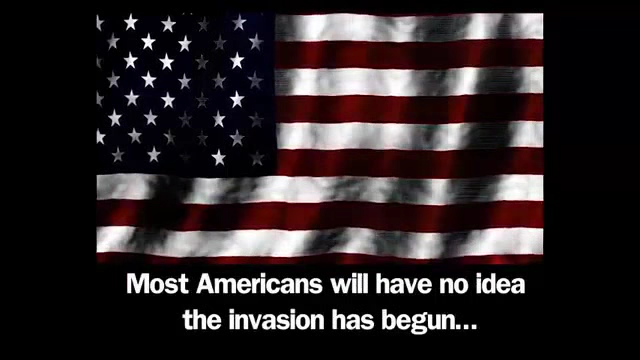 Most Americans will have no idea
the invasion has begun...